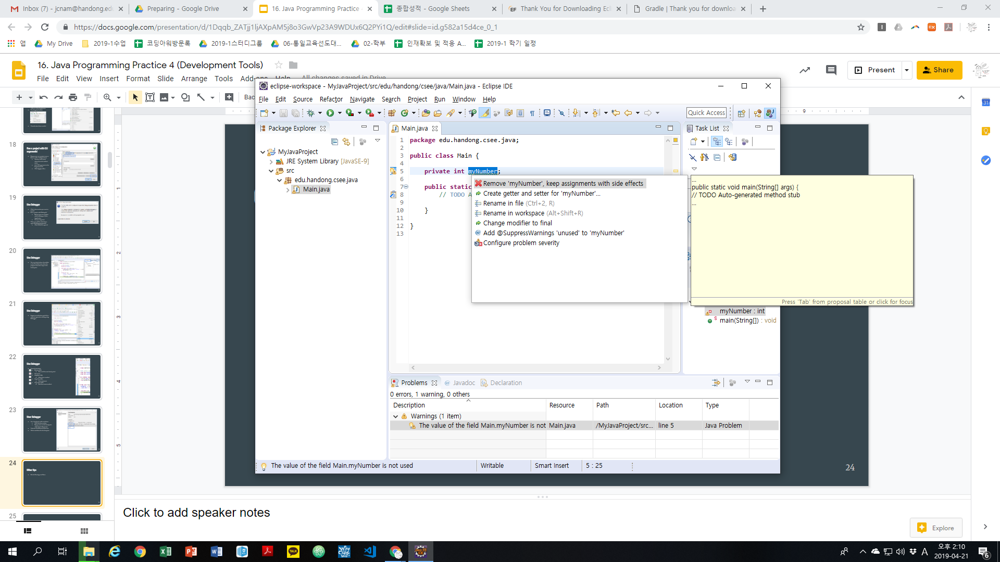 Inbox (7) - jcnam@handong.edu
Preparing - Google Drive
16. Java Programming Practice
종합성적 - Google Sheets
Thank You for Downloading Ecl
Gradle | Thank you for downloa
https://docs.google.com/presentation/d/1Dqqb_ZATjj1ljAXpAM5j8o3GwVp23A9WDUx6Q2PYi1Q/edit#slide=id.g582a15d4ce_0_1
앱
My Drive
2019-1수업
코딩아워방문록
2019-1스터디그룹
06-통일교육선도대...
02-학부
인재확보 및 적응 A...
2019-1 학기 일정
16. Java Programming Practice 4 (Development Tools)
File Edit View Insert Format Slide Arrange Tools Add-ons Help All changes saved in Drive
Present
Share
eclipse-workspace - MyJavaProject/src/edu/handong/csee/java/Main.java - Eclipse IDE
File Edit Source Refactor Navigate Search Project Run Window Help
Quick Access
Package Explorer
MyJavaProject
JRE System Library [JavaSE-9]
src
edu.handong.csee.java
Main.java
Main.java
1 package edu.handong.csee.java;
2
3 public class Main {
4
5 private int myNumber;
6
7 public static
8 // TODO A
9
10 }
11
12 }
13
Remove 'myNumber', keep assignments with side effects
Create getter and setter for 'myNumber'...
Rename in file (Ctrl+2, R)
Rename in workspace (Alt+Shift+R)
Change modifier to final
Add @SuppressWarnings 'unused' to 'myNumber'
Configure problem severity
Task List
...
public static void main(String[] args) {
// TODO Auto-generated method stub
...
Press 'Tab' from proposal table or click for focus
myNumber : int
main(String[]) : void
Problems
Javadoc
Declaration
0 errors, 1 warning, 0 others
Description Resource Path Location Type
Warnings (1 item)
The value of the field Main.myNumber is not Main.java /MyJavaProject/src... line 5 Java Problem
The value of the field Main.myNumber is not used
Writable
Smart Insert
5 : 25
18
19
Use Debugger
20
Use Debugger
21
Use Debugger
22
Use Debugger
23
24
Other tips
25
24
Click to add speaker notes
Explore
오후 2:10
2019-04-21
6